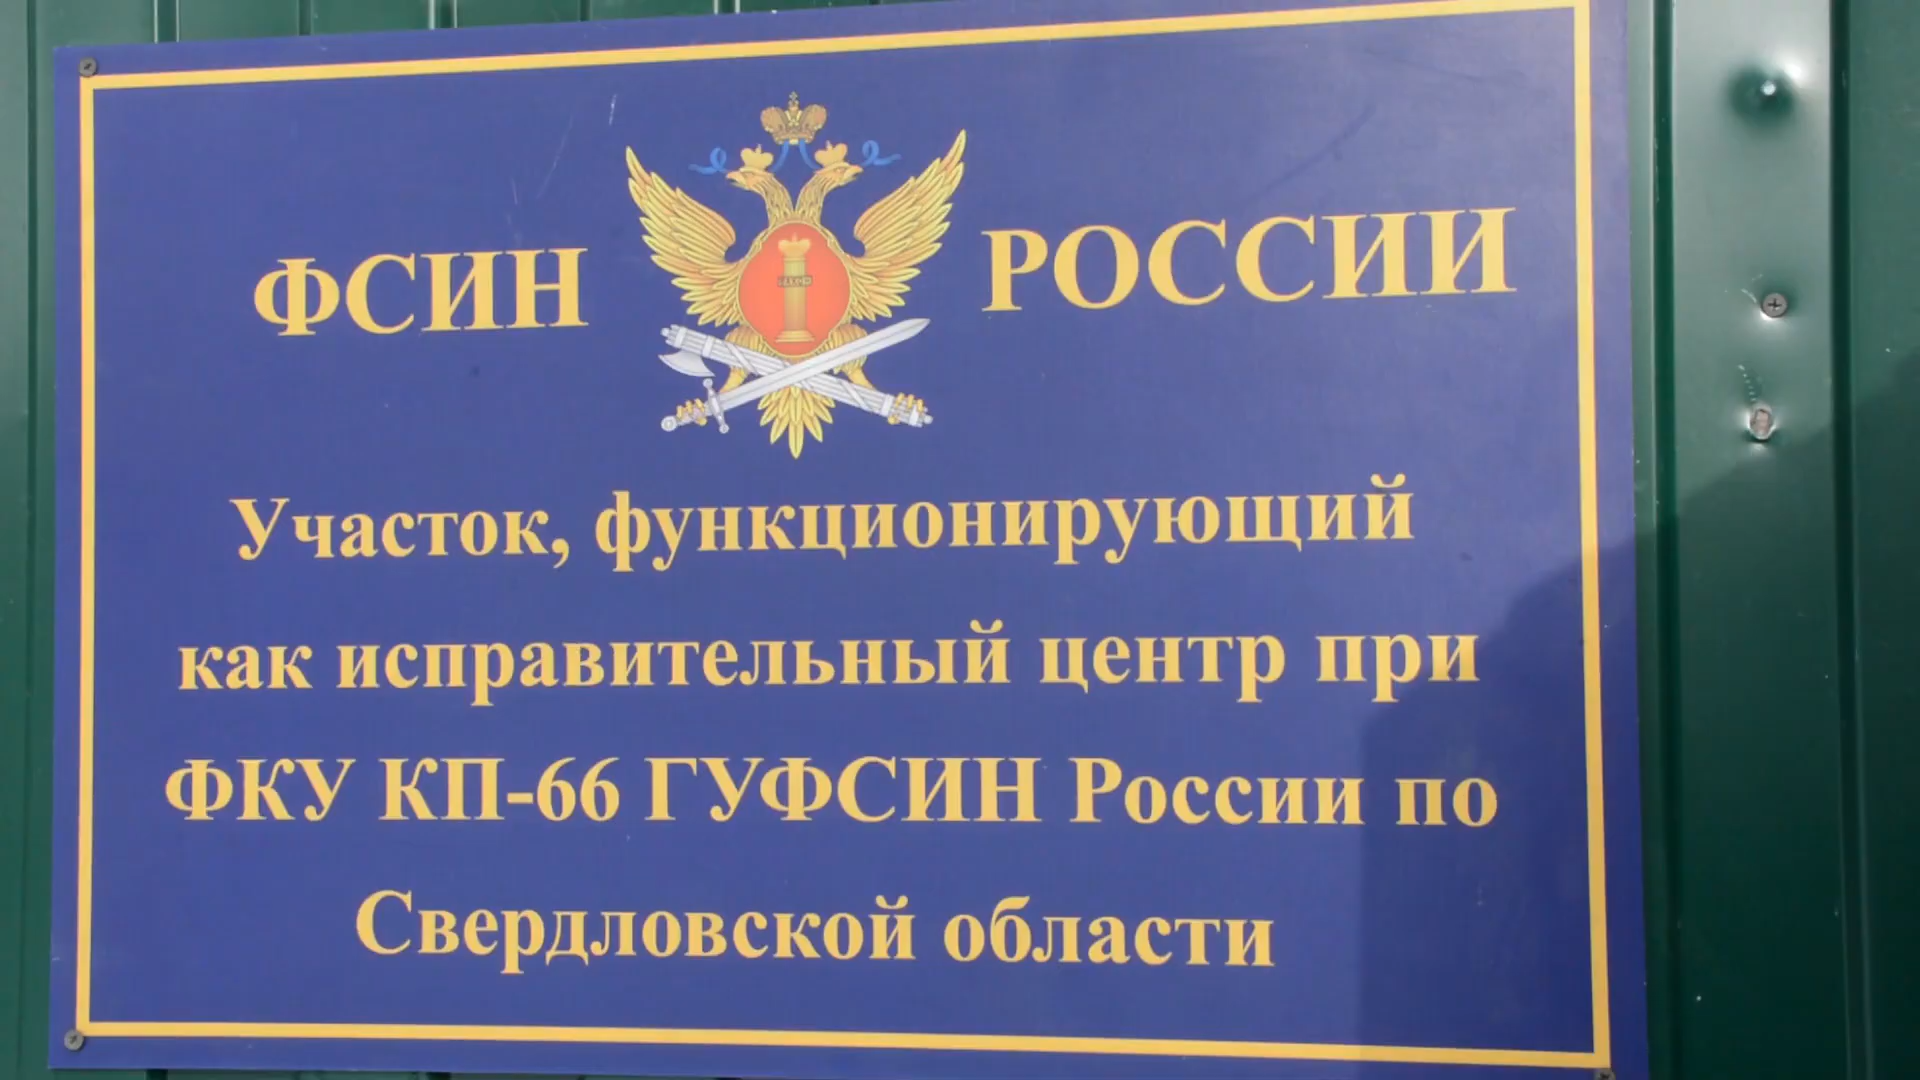 ФСИН РОССИИ
Участок, функционирующий
как исправительный центр при
ФКУ КП-66 ГУФСИН России по
Свердловской области